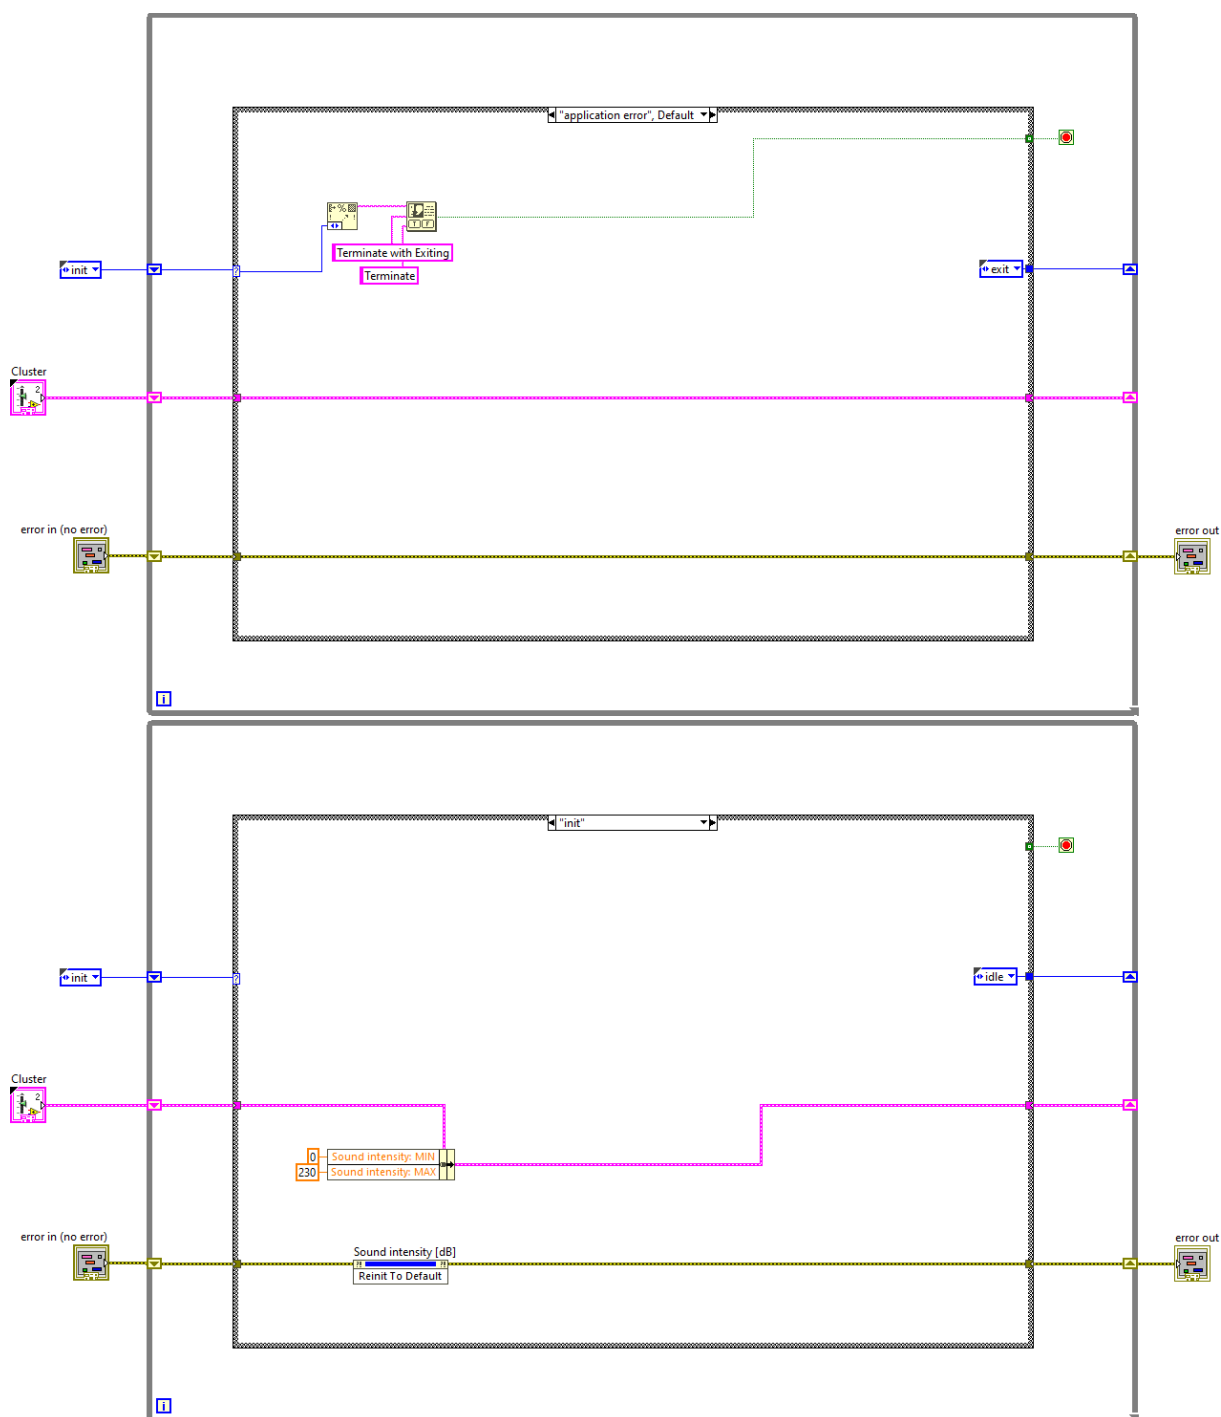 "application error", Default
Terminate with Exiting
Terminate
init
exit
Cluster
2
error in (no error)
error out
i
"init"
init
idle
Cluster
2
0 Sound intensity: MIN
230 Sound intensity: MAX
error in (no error)
Sound intensity [dB]
Reinit To Default
error out
i